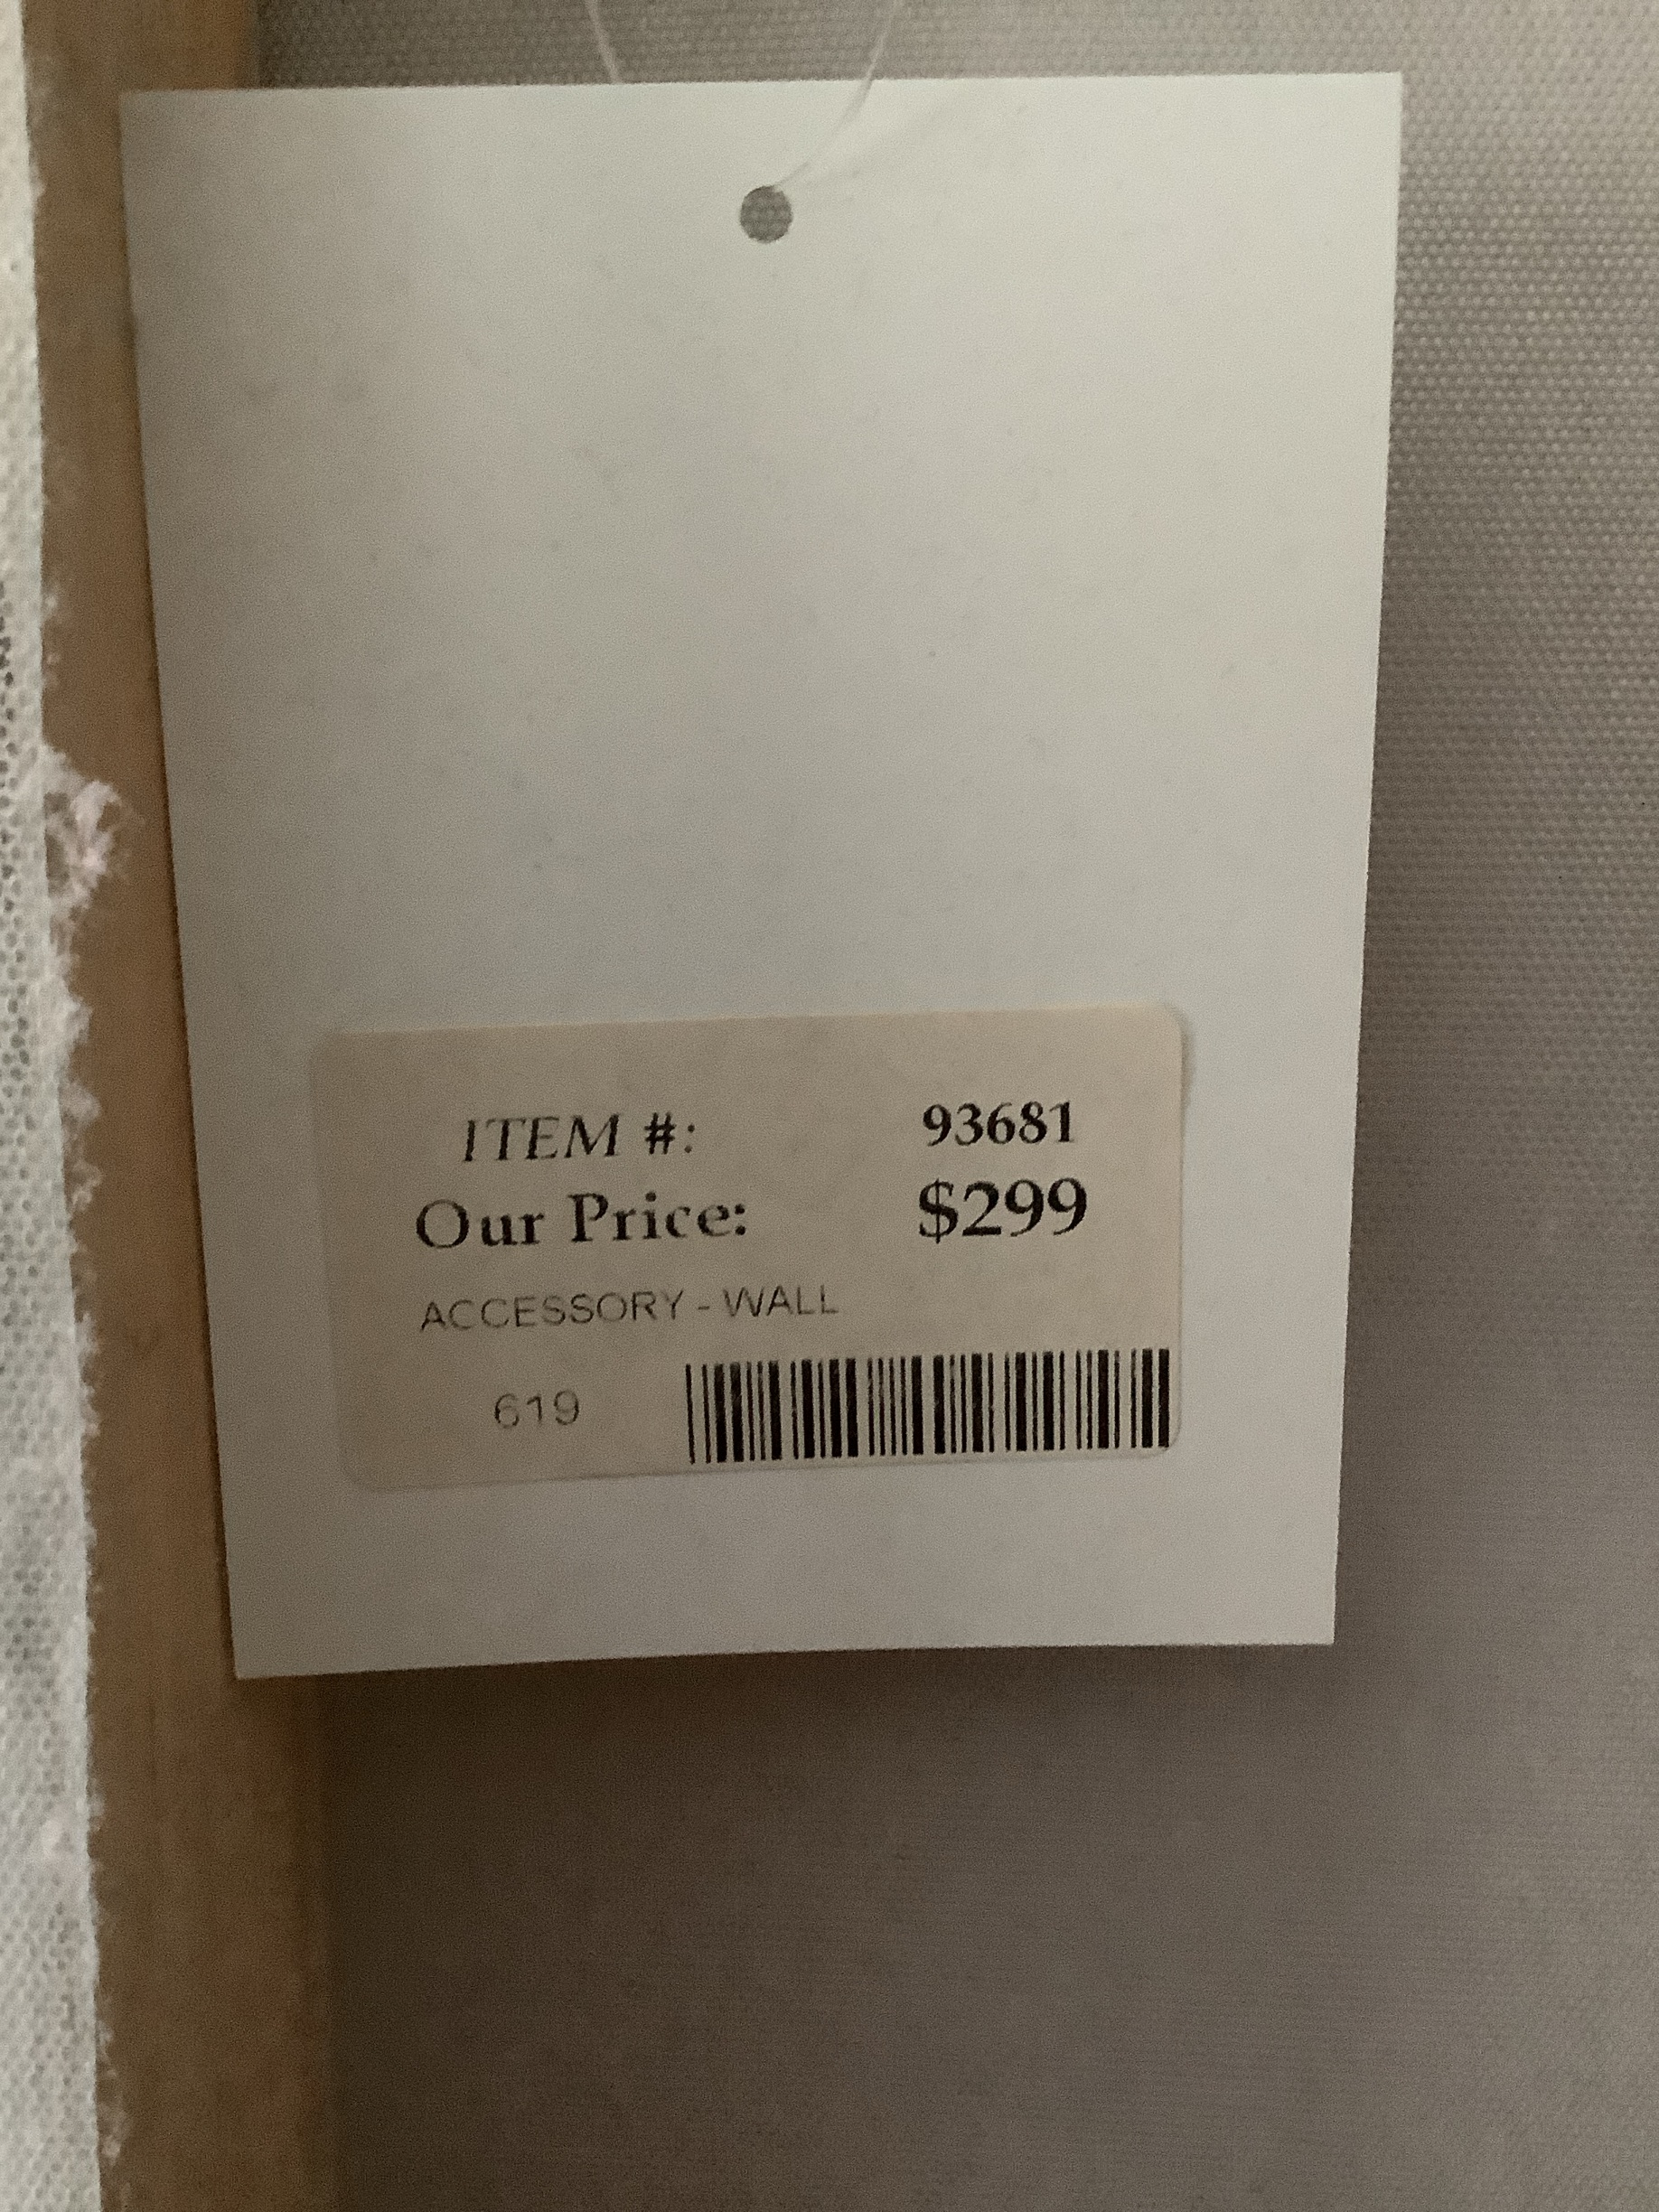 ITEM #: 93681
Our Price: $299
ACCESSORY - WALL
619